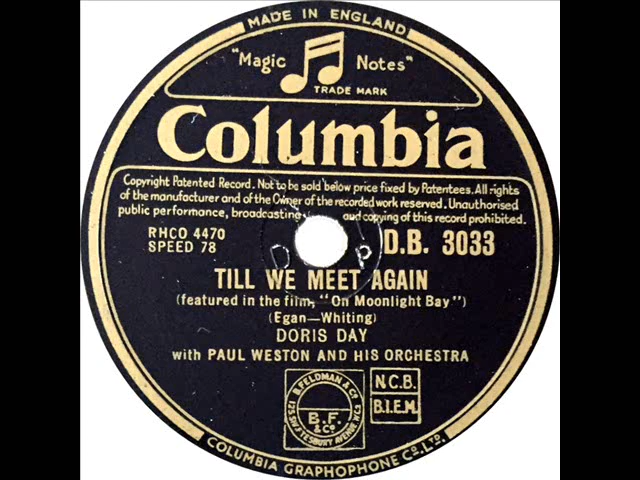 MADE IN ENGLAND
"Magic Notes"
TRADE MARK
Columbia
Copyright Patented Record. Not to be sold below price fixed by Patentees. All rights
of the manufacturer and of the Owner of the recorded work reserved. Unauthorised
public performance, broadcasting and copying of this record prohibited.
RHCO 4470
SPEED 78
D.B. 3033
TILL WE MEET AGAIN
(featured in the film, "On Moonlight Bay")
(Egan—Whiting)
DORIS DAY
with PAUL WESTON AND HIS ORCHESTRA
B. FELDMAN & Co
B.F.
& Co.
N.C.B.
B.I.E.M.
COLUMBIA GRAPHOPHONE Co. LTD.